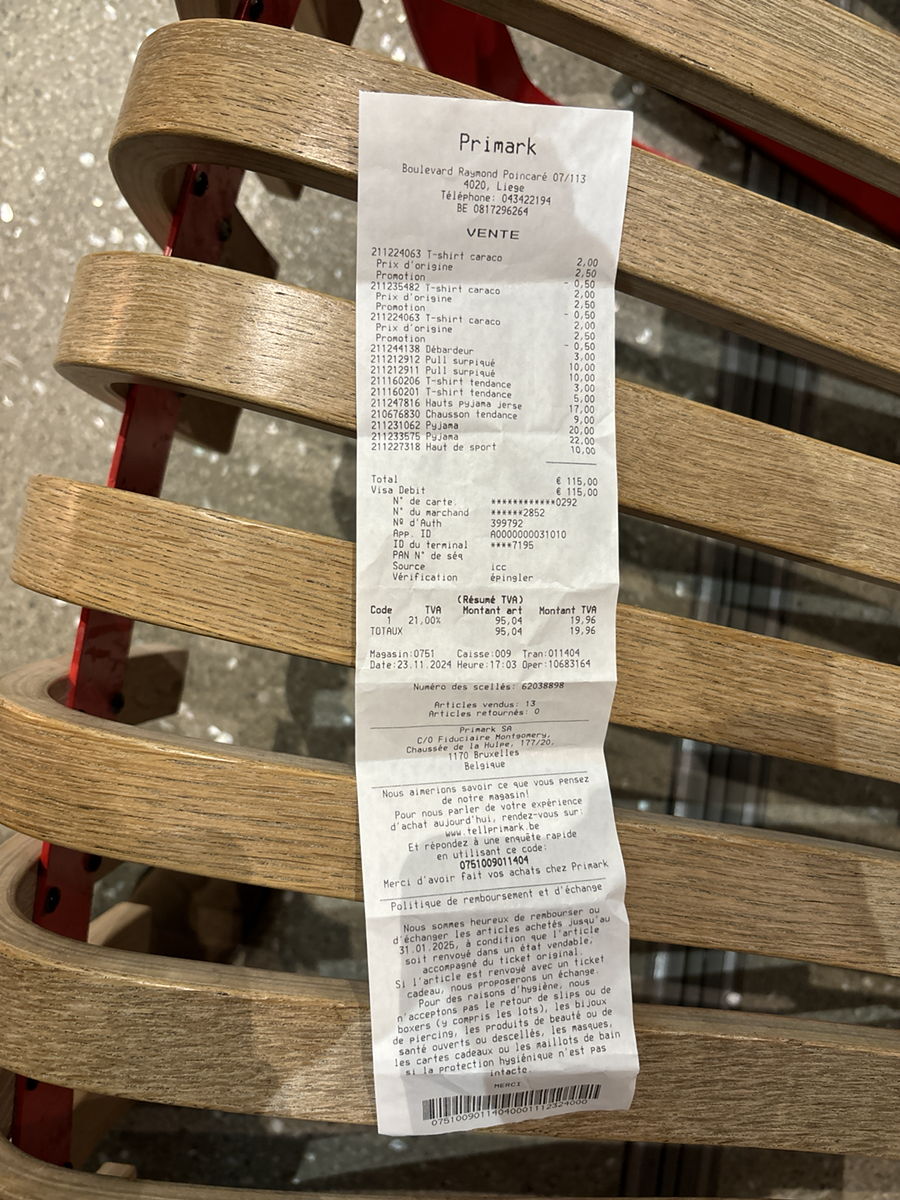 Primark
Boulevard Raymond Poincaré 07/113
4020, Liege
Téléphone: 043422194
BE 0817296264
VENTE
211224063 T-shirt caraco 2,00
Prix d'origine 2,50
Promotion - 0,50
211235482 T-shirt caraco 2,00
Prix d'origine 2,50
Promotion - 0,50
211224063 T-shirt caraco 2,00
Prix d'origine 2,50
Promotion - 0,50
211244138 Débardeur 3,00
211212912 Pull surpiqué 10,00
211212911 Pull surpiqué 10,00
211160206 T-shirt tendance 3,00
211160201 T-shirt tendance 5,00
211247816 Hauts pyjama jerse 17,00
210676830 Chausson tendance 9,00
211231062 Pyjama 20,00
211233575 Pyjama 22,00
211227318 Haut de sport 10,00
Total € 115,00
Visa Debit € 115,00
N° de carte. ************0292
N° du marchand ******2852
Nº d'Auth 399792
App. ID A0000000031010
ID du terminal ****7195
PAN N° de séq
Source icc
Vérification épingler
(Résumé TVA)
Code TVA Montant art Montant TVA
1 21,00% 95,04 19,96
TOTAUX 95,04 19,96
Magasin:0751 Caisse:009 Tran:011404
Date:23.11.2024 Heure:17:03 Oper:10683164
Numéro des scellés: 62038898
Articles vendus: 13
Articles retournés: 0
Primark SA
C/O Fiduciaire Montgomery,
Chaussée de la Hulpe, 177/20,
1170 Bruxelles
Belgique
Nous aimerions savoir ce que vous pensez
de notre magasin!
Pour nous parler de votre expérience
d'achat aujourd'hui, rendez-vous sur:
www.tellprimark.be
Et répondez à une enquête rapide
en utilisant ce code:
0751009011404
Merci d'avoir fait vos achats chez Primark
Politique de remboursement et d'échange
Nous sommes heureux de rembourser ou
d'échanger les articles achetés jusqu'au
31.01.2025, à condition que l'article
soit renvoyé dans un état vendable,
accompagné du ticket original.
Si l'article est renvoyé avec un ticket
cadeau, nous proposerons un échange.
Pour des raisons d'hygiène, nous
n'acceptons pas le retour de slips ou de
boxers (y compris les lots), les bijoux
de piercing, les produits de beauté ou de
santé ouverts ou descellés, les masques,
les cartes cadeaux ou les maillots de bain
si la protection hygiénique n'est pas
intacte
MERCI
07510090114040001112324000